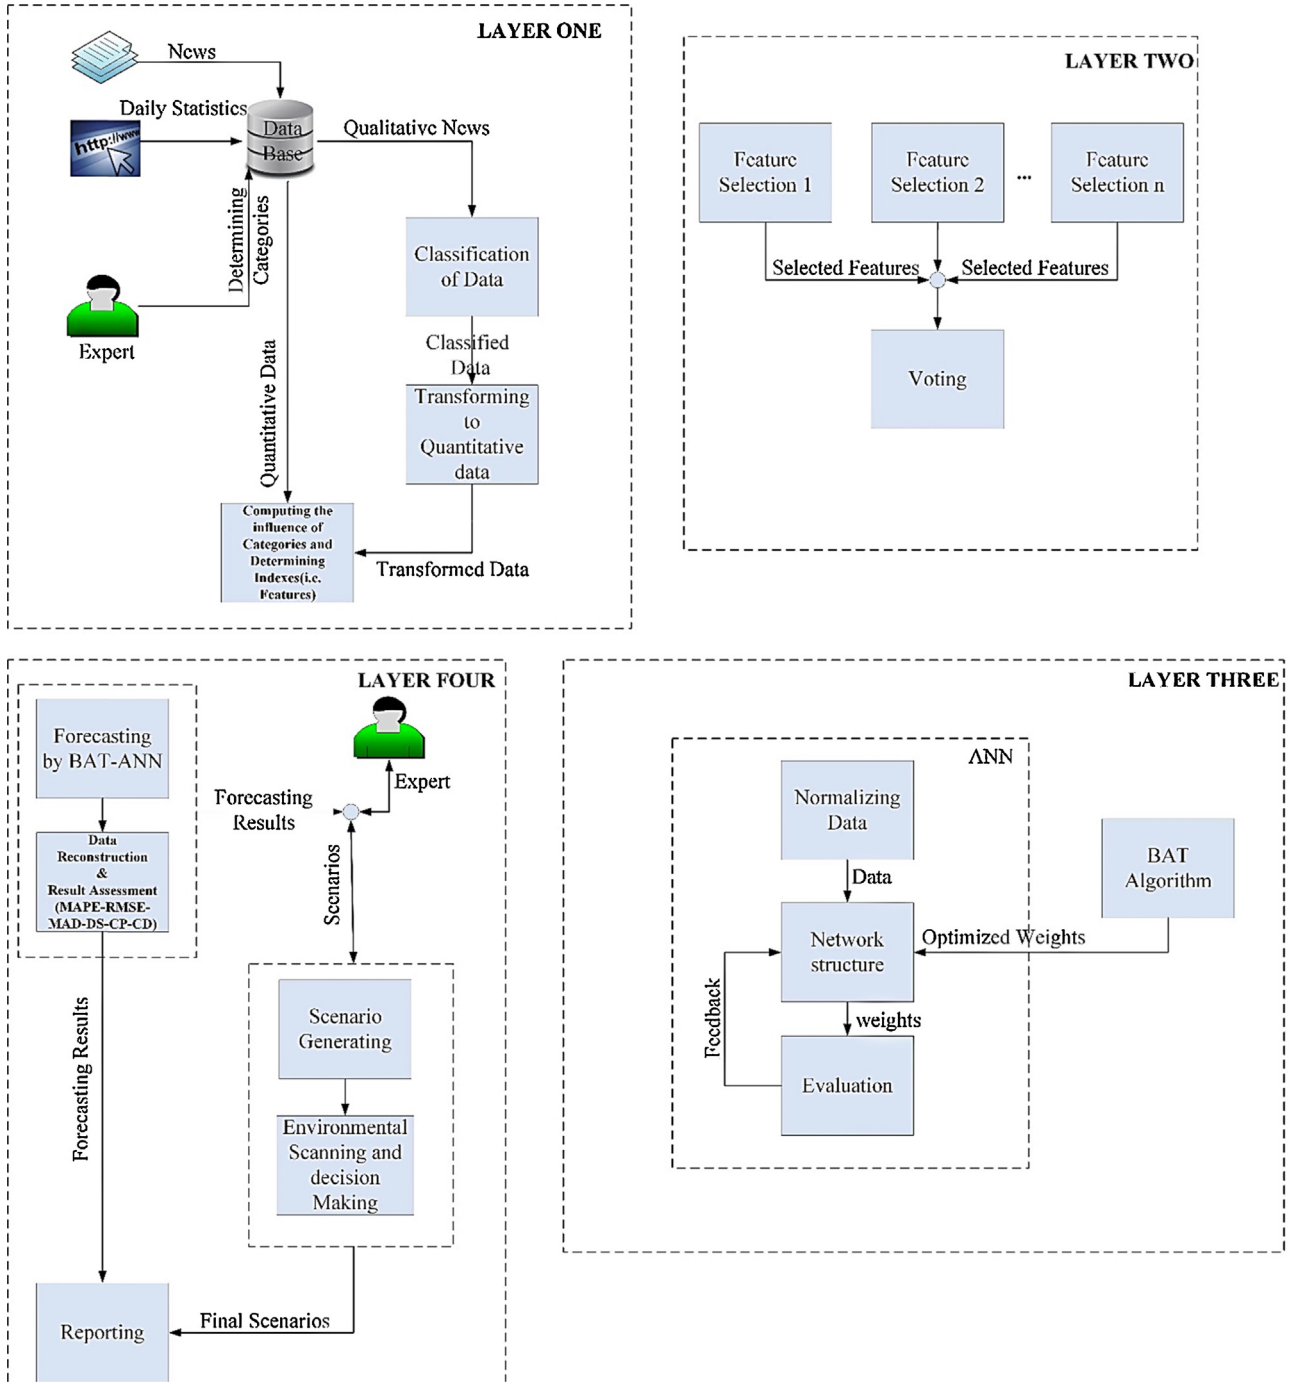 LAYER ONE
News
Daily Statistics
http://www
Data
Base
Qualitative News
Determining
Categories
Expert
Classification
of Data
Classified
Data
Quantitative Data
Transforming
to
Quantitative
data
Computing the
influence of
Categories and
Determining
Indexes(i.e.
Features)
Transformed Data
LAYER TWO
Feature
Selection 1
Feature
Selection 2
...
Feature
Selection n
Selected Features
Selected Features
Voting
LAYER FOUR
Forecasting
by BAT-ANN
Data
Reconstruction
&
Result Assessment
(MAPE-RMSE-
MAD-DS-CP-CD)
Expert
Forecasting
Results
Scenarios
Scenario
Generating
Environmental
Scanning and
decision
Making
Forecasting Results
Final Scenarios
Reporting
LAYER THREE
ANN
Normalizing
Data
Data
BAT
Algorithm
Network
structure
Optimized Weights
Feedback
weights
Evaluation